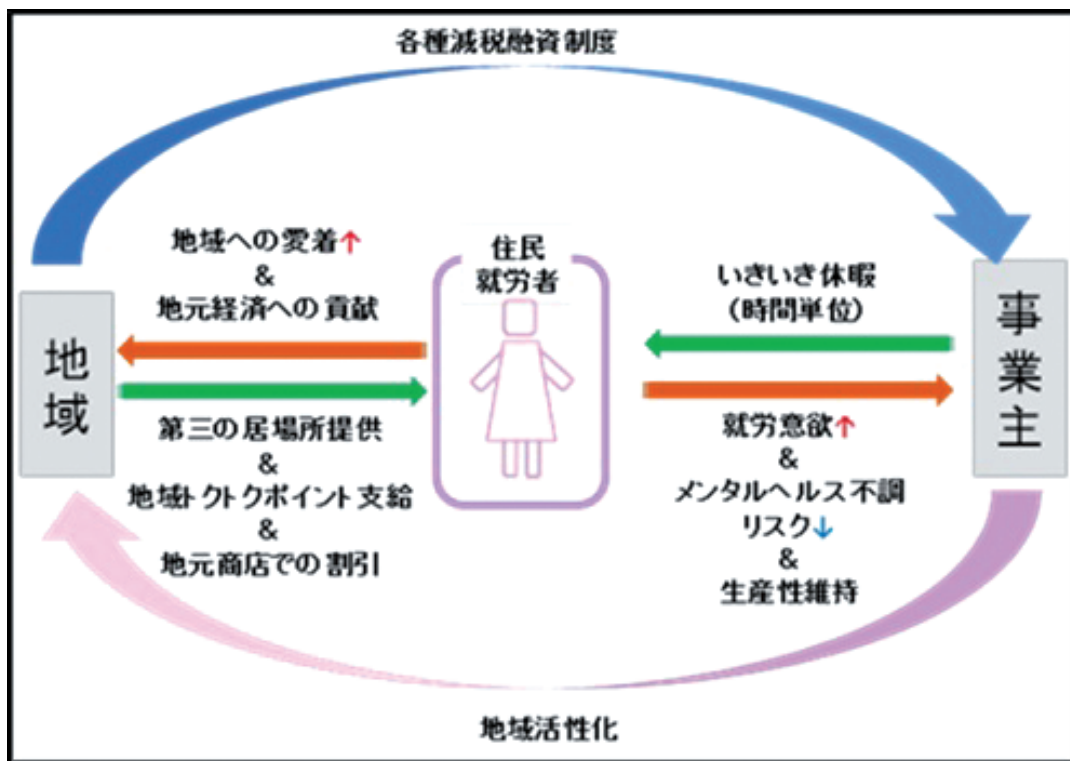 各種減税融資制度
地域への愛着↑
&
地元経済への貢献
住民
就労者
いきいき休暇
(時間単位)
地域
事業主
第三の居場所提供
&
地域トクトクポイント支給
&
地元商店での割引
就労意欲↑
&
メンタルヘルス不調
リスク↓
&
生産性維持
地域活性化